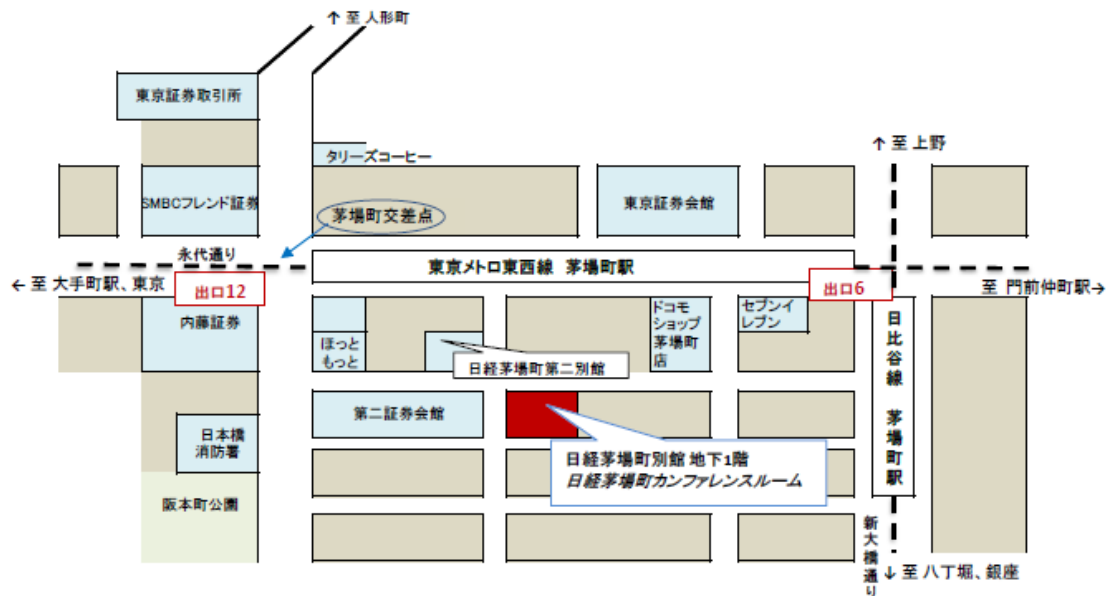 ↑ 至 人形町
東京証券取引所
タリーズコーヒー
↑ 至 上野
SMBCフレンド証券
東京証券会館
茅場町交差点
永代通り
東京メトロ東西線 茅場町駅
← 至 大手町駅、東京
出口12
出口6
至 門前仲町駅→
内藤証券
ほっと
もっと
ドコモ
ショップ
茅場町
店
セブンイ
レブン
日比谷線 茅場町駅
日経茅場町第二別館
第二証券会館
日本橋
消防署
日経茅場町別館 地下1階
日経茅場町カンファレンスルーム
阪本町公園
新大橋通り
↓ 至 八丁堀、銀座